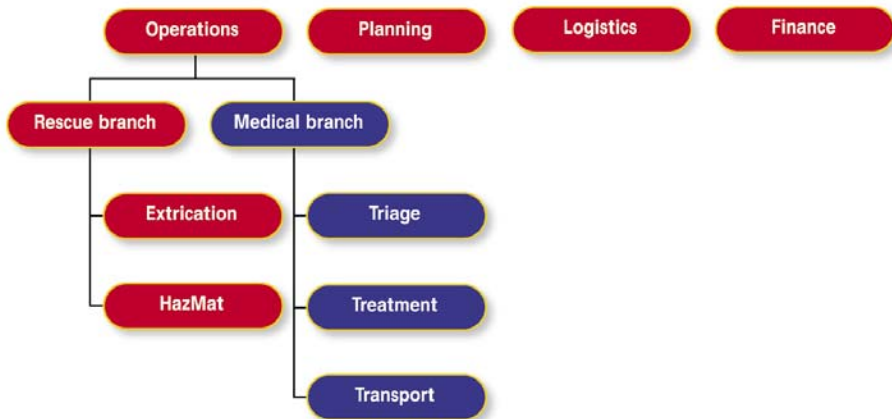 Operations
Planning
Logistics
Finance
Rescue branch
Medical branch
Extrication
Triage
HazMat
Treatment
Transport